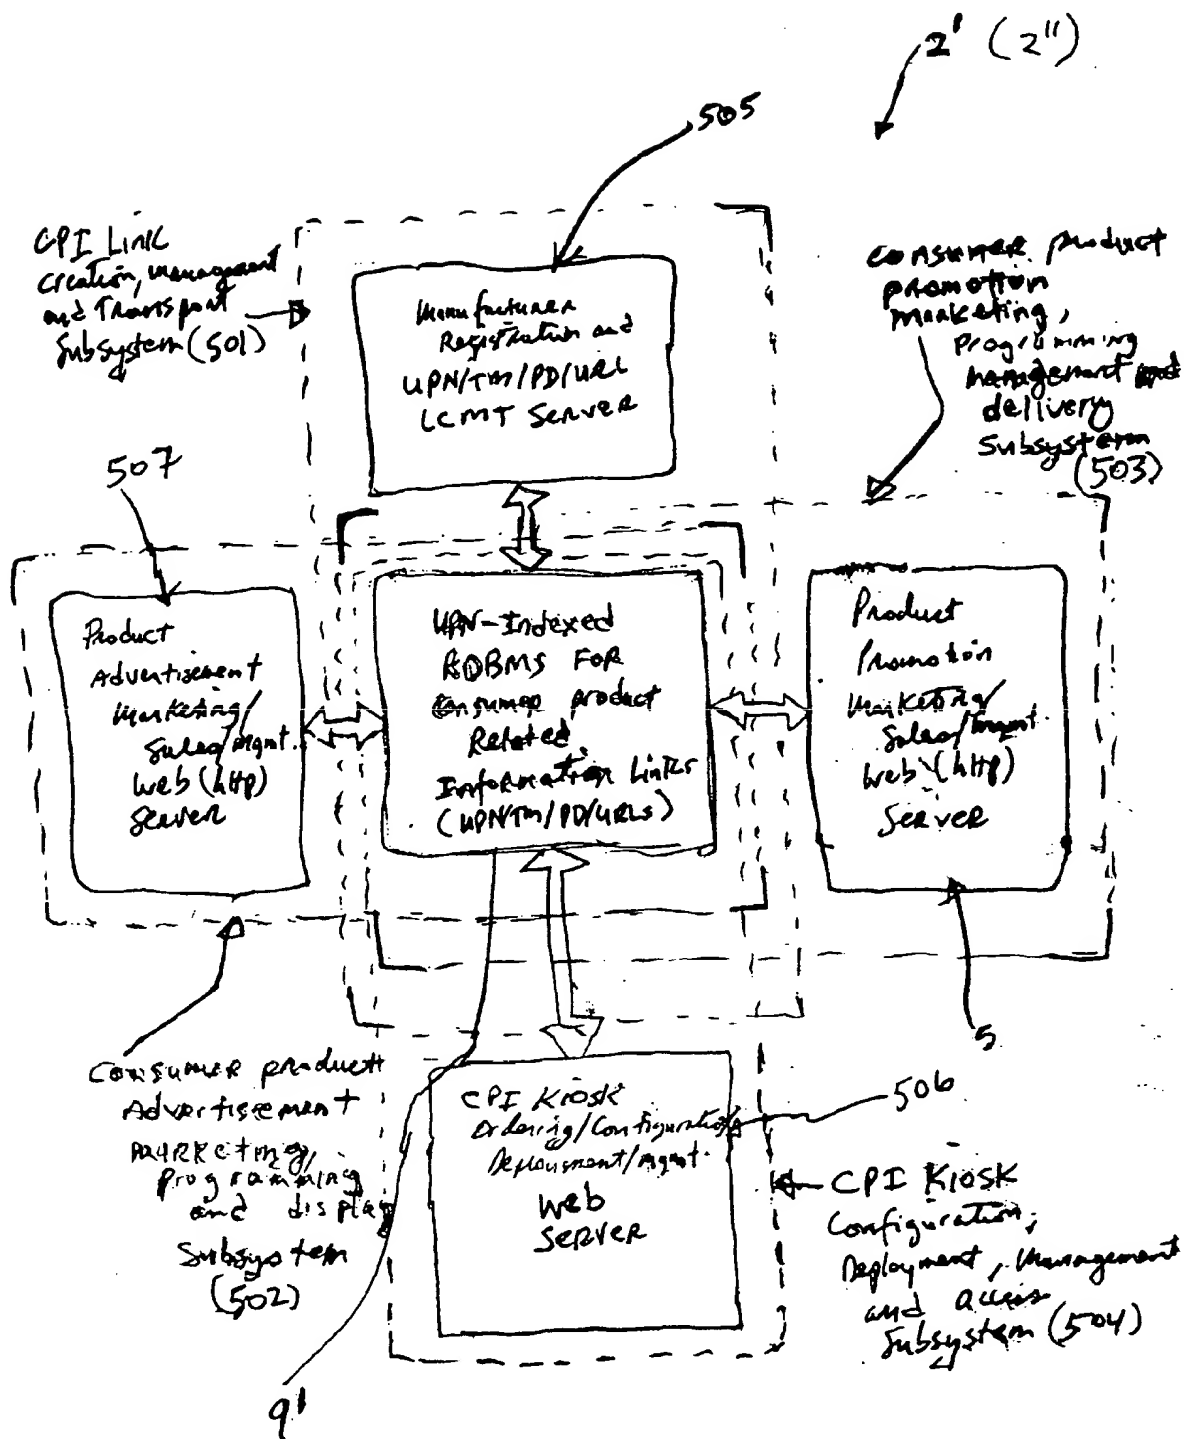 2' (2")
505
CPI Link
Creation, management
and Transport
Subsystem (501)
Manufacturer
Registration and
UPN/TM/PD/URL
LCMT SERVER
Consumer product
promotion
marketing,
Programming
management and
delivery
Subsystem
(503)
507
Product
Advertisement
Marketing/
Sales/Mgmt.
Web (http)
Server
UPN-Indexed
RDBMS FOR
Consumer product
Related
Information Links
(UPN/TM/PD/URLS)
Product
Promotion
Marketing/
Sales/Mgmt
Web (http)
Server
5
Consumer product
Advertisement
Marketing,
Programming
and display
Subsystem
(502)
CPI Kiosk
Ordering/Configuration
Deployment/Mgmt.
Web
SERVER
506
CPI Kiosk
Configuration,
Deployment, Management
and Access
Subsystem (504)
9'